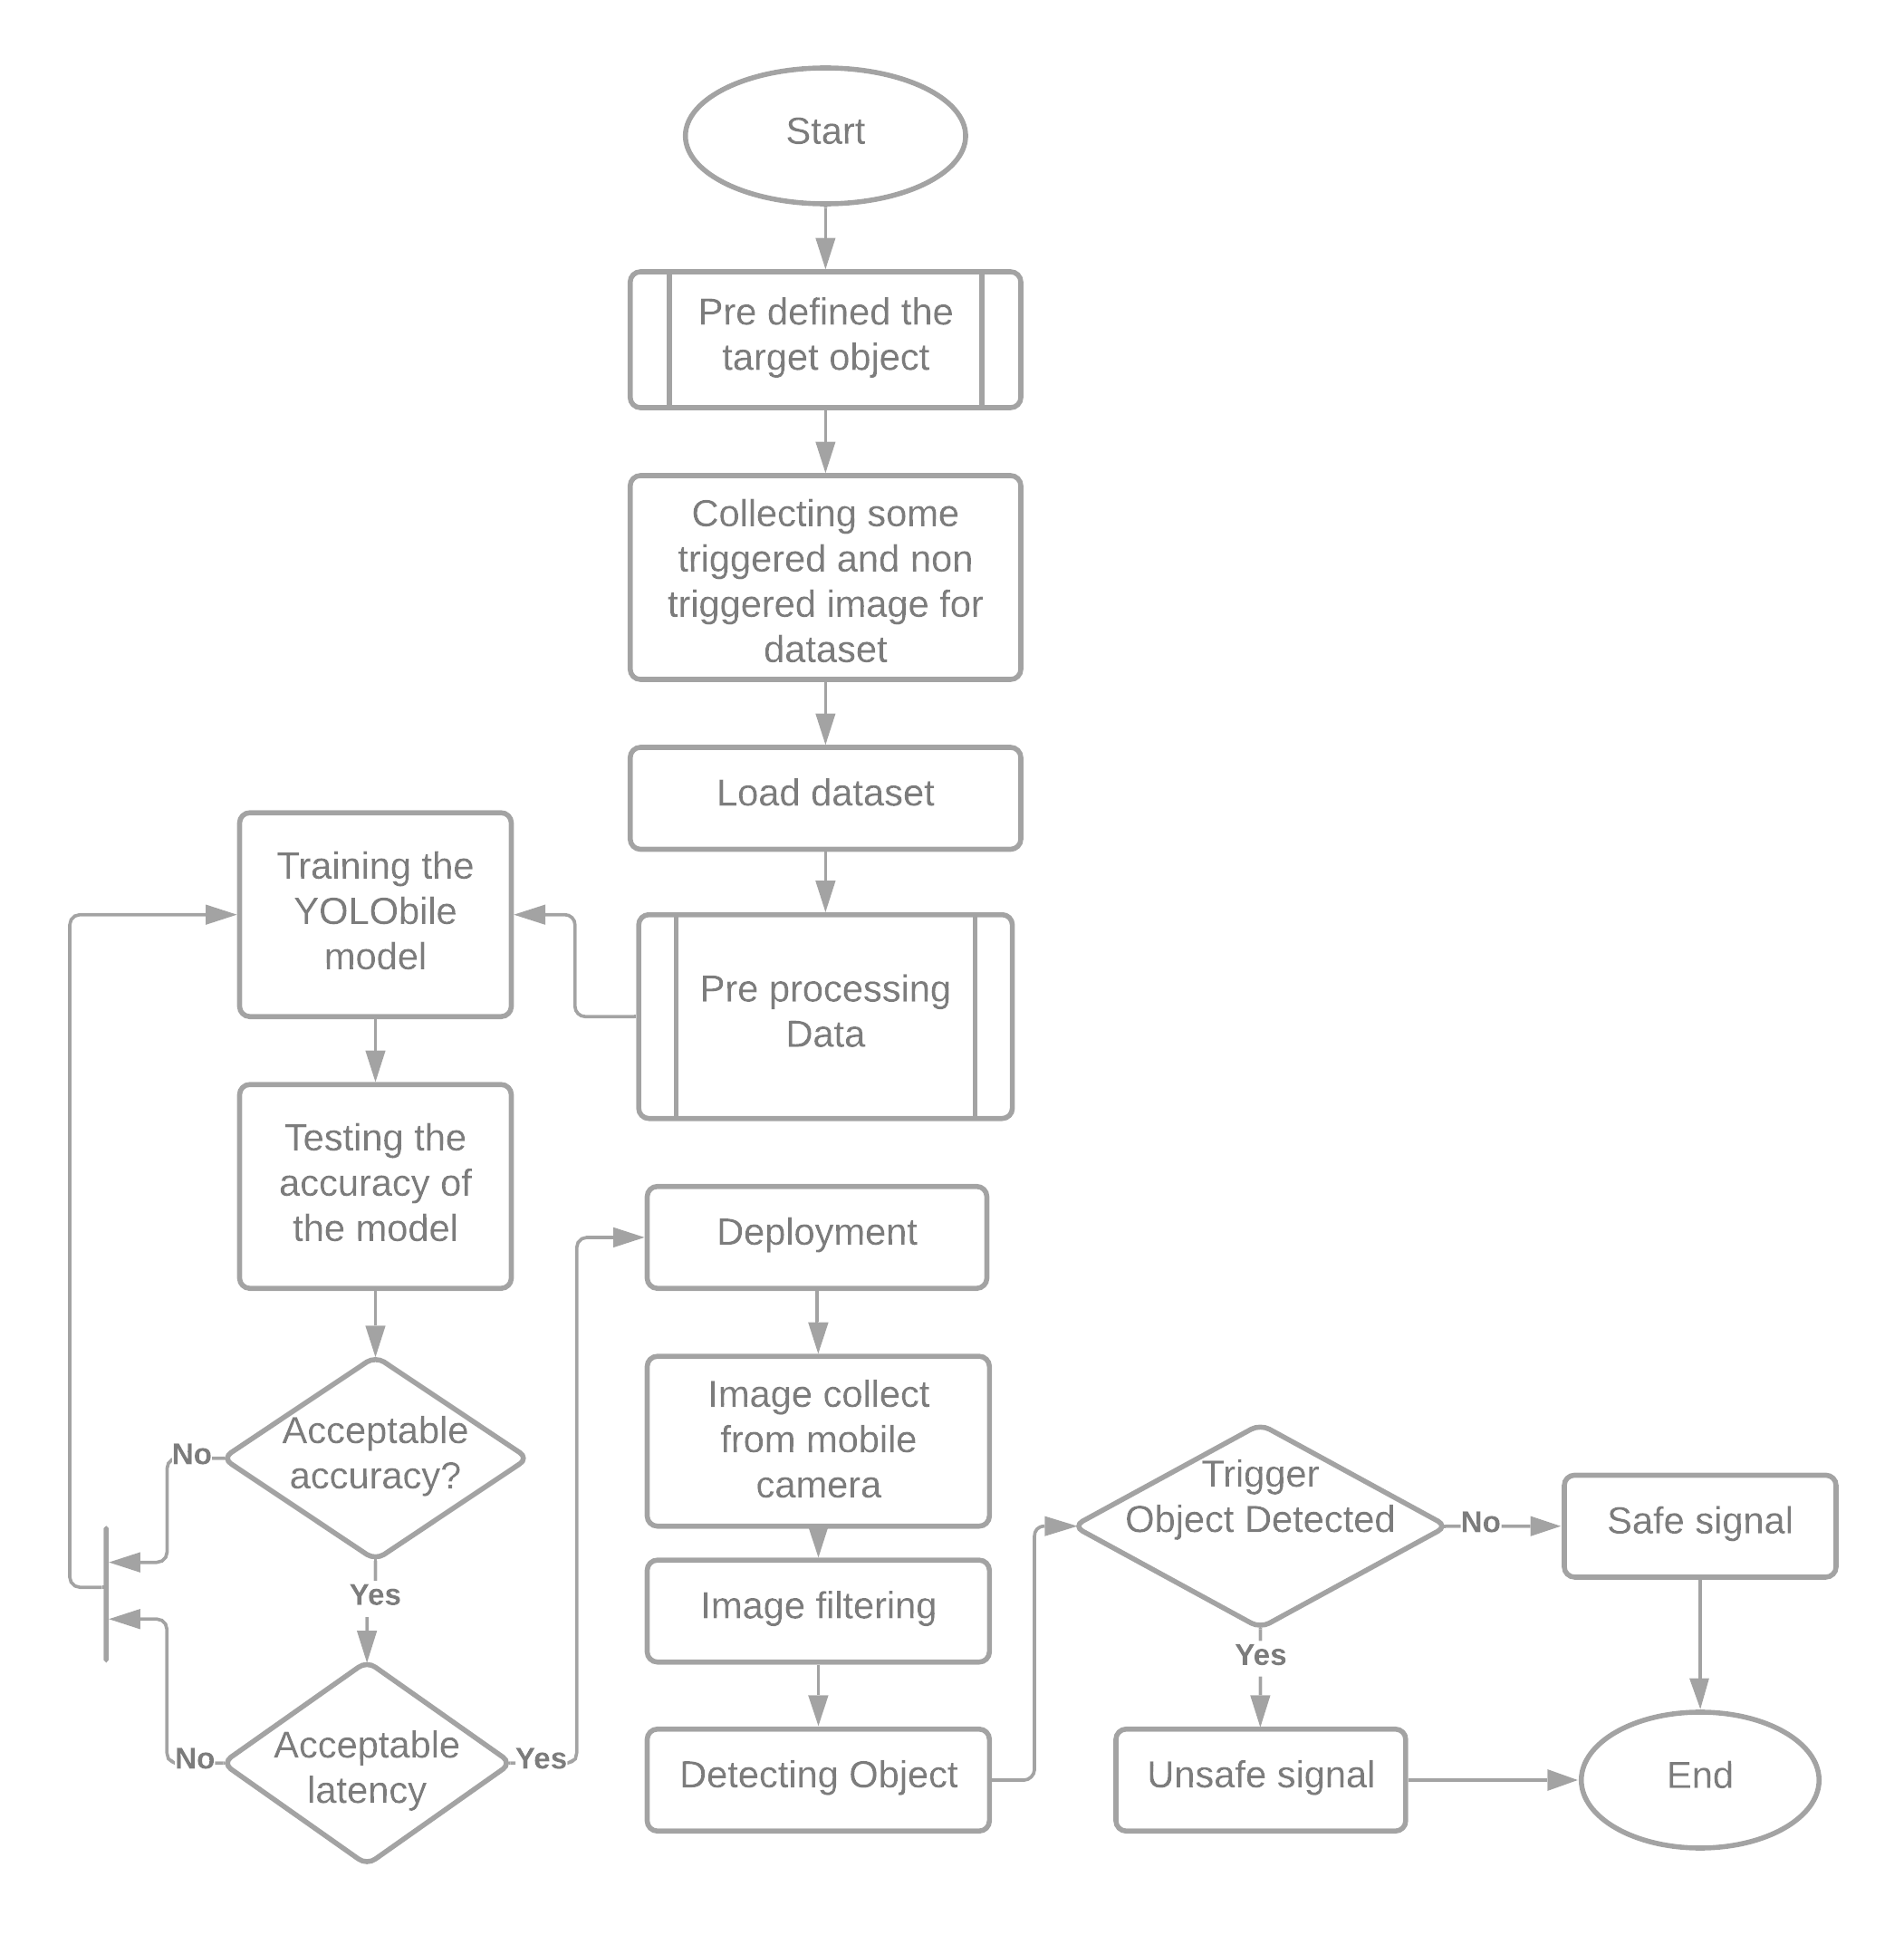 Start
Pre defined the
target object
Collecting some
triggered and non
triggered image for
dataset
Load dataset
Pre processing
Data
Training the
YOLObile
model
Testing the
accuracy of
the model
Acceptable
accuracy?
No
Yes
Acceptable
latency
No
Yes
Deployment
Image collect
from mobile
camera
Image filtering
Detecting Object
Trigger
Object Detected
No
Safe signal
Yes
Unsafe signal
End